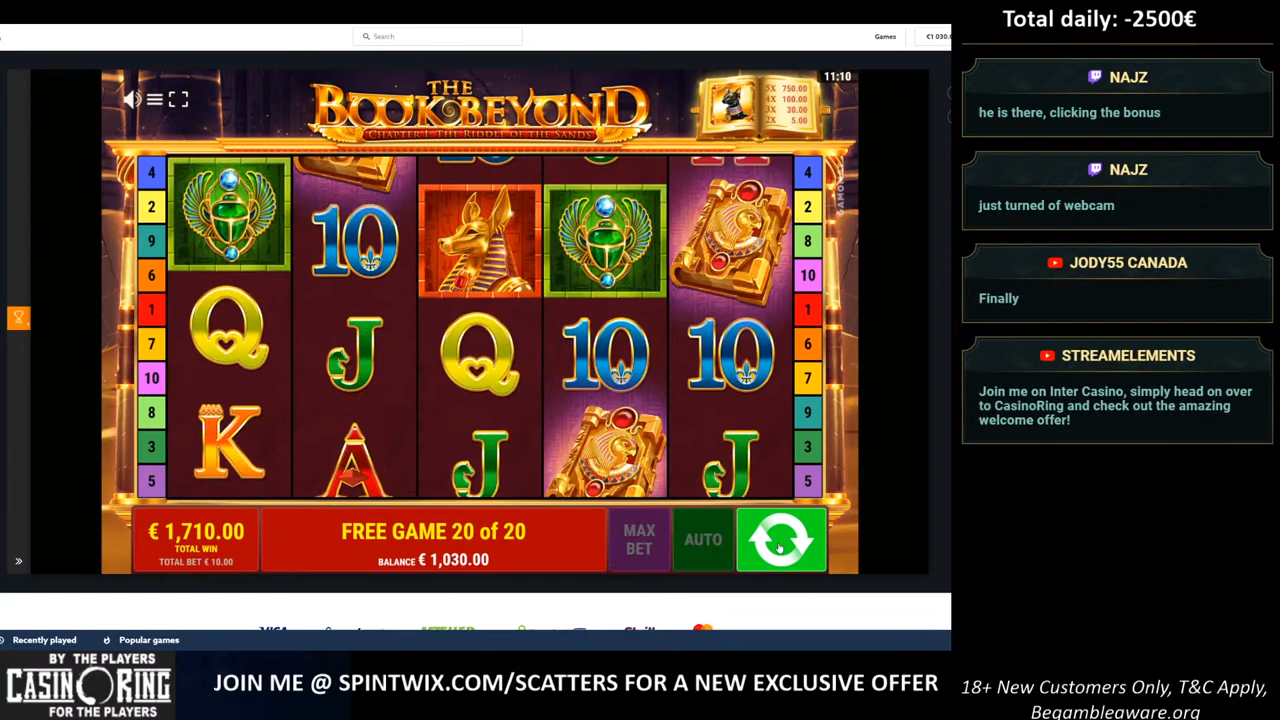 Total daily: -2500€
Search
Games
€1 030.0
NAJZ
he is there, clicking the bonus
NAJZ
just turned of webcam
JODY55 CANADA
Finally
STREAMELEMENTS
Join me on Inter Casino, simply head on over
to CasinoRing and check out the amazing
welcome offer!
11:10
THE
BOOK BEYOND
CHAPTER 1: THE RIDDLE OF THE SANDS
5X 750.00
4X 100.00
3X 30.00
2X 5.00
4
2
9
6
1
7
10
8
3
5
4
2
8
10
1
6
7
9
3
5
10
Q
J
Q
10
10
K
A
J
J
€ 1,710.00
TOTAL WIN
TOTAL BET € 10.00
FREE GAME 20 of 20
BALANCE € 1,030.00
MAX
BET
AUTO
Recently played
Popular games
BY THE PLAYERS
CASINO RING
FOR THE PLAYERS
JOIN ME @ SPINTWIX.COM/SCATTERS FOR A NEW EXCLUSIVE OFFER
18+ New Customers Only, T&C Apply,
Begambleaware.org